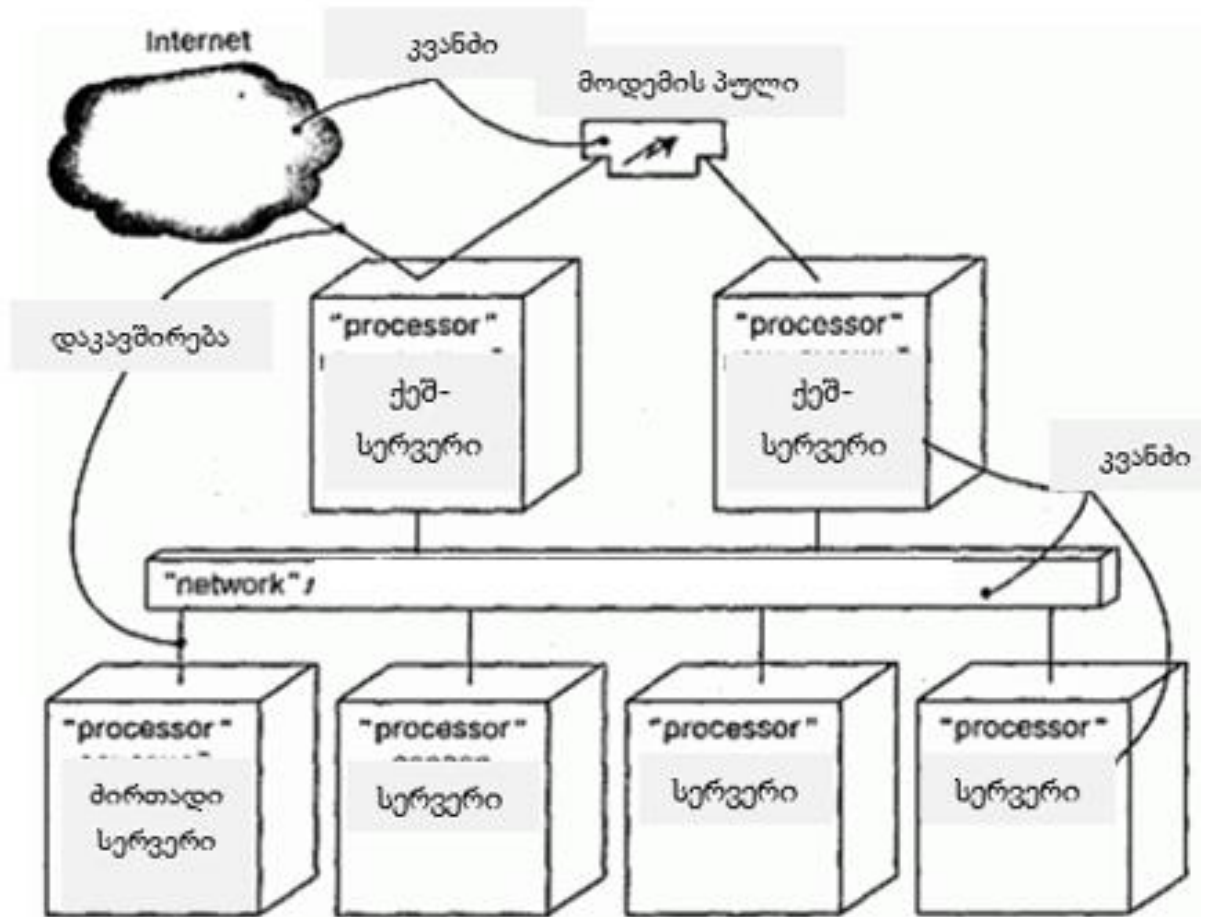 Internet
კვანძი
მოდემის პული
დაკავშირება
"processor"
ქეშ-
სერვერი
"processor"
ქეშ-
სერვერი
კვანძი
"network"
"processor"
ძირთადი
სერვერი
"processor"
სერვერი
"processor"
სერვერი
"processor"
სერვერი